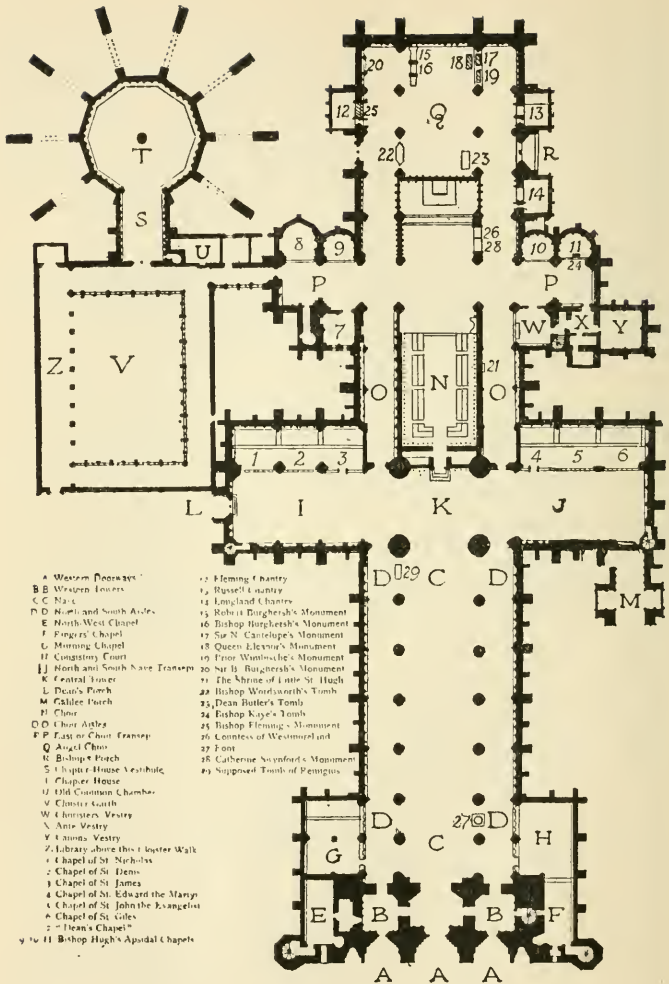 15
16
20
18
17
19
12
25
Q
13
T
22
23
R
14
S
26
28
U
8
9
10
11
24
P
P
7
W
X
Y
Z
V
O
N
21
O
1
2
3
4
5
6
L
I
K
J
D
29
C
D
M
D
27
D
C
G
H
E
B
B
F
A
A
A
A Western Doorways
B B Western Towers
C C Nave
D D North and South Aisles
E North-West Chapel
F Ringers' Chapel
G Morning Chapel
H Consistory Court
I J North and South Nave Transept
K Central Tower
L Dean's Porch
M Galilee Porch
N Choir
O O Choir Aisles
P P East or Choir Transep
Q Angel Choir
R Bishop's Porch
S Chapter-House Vestibule
T Chapter House
U Old Common Chamber
V Cloister Garth
W Choristers Vestry
X Ante Vestry
Y Canons Vestry
Z Library above this Cloister Walk
1 Chapel of St Nicholas
2 Chapel of St Denis
3 Chapel of St James
4 Chapel of St. Edward the Martyr
5 Chapel of St John the Evangelist
6 Chapel of St Giles
7 "Dean's Chapel"
9 10 11 Bishop Hugh's Apsidal Chapels
12 Fleming Chantry
13 Russell Chantry
14 Longland Chantry
15 Robert Burghersh's Monument
16 Bishop Burghersh's Monument
17 Sir N. Cantelupe's Monument
18 Queen Eleanor's Monument
19 Prior Wimbische's Monument
20 Sir B. Burghersh's Monument
21 The Shrine of Little St. Hugh
22 Bishop Wordsworth's Tomb
23 Dean Butler's Tomb
24 Bishop Kaye's Tomb
25 Bishop Fleming's Monument
26 Countess of Westmoreland
27 Font
28 Catherine Swynford's Monument
29 Supposed Tomb of Remigius